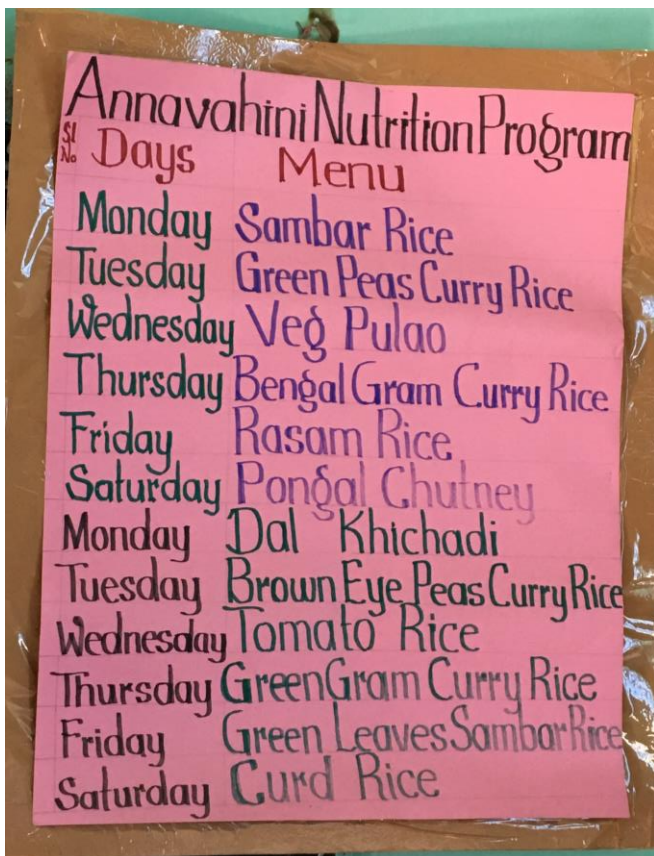 Annavahini Nutrition Program
Sl No Days Menu
Monday Sambar Rice
Tuesday Green Peas Curry Rice
Wednesday Veg Pulao
Thursday Bengal Gram Curry Rice
Friday Rasam Rice
Saturday Pongal Chutney
Monday Dal Khichadi
Tuesday Brown Eye Peas Curry Rice
Wednesday Tomato Rice
Thursday Green Gram Curry Rice
Friday Green Leaves Sambar Rice
Saturday Curd Rice